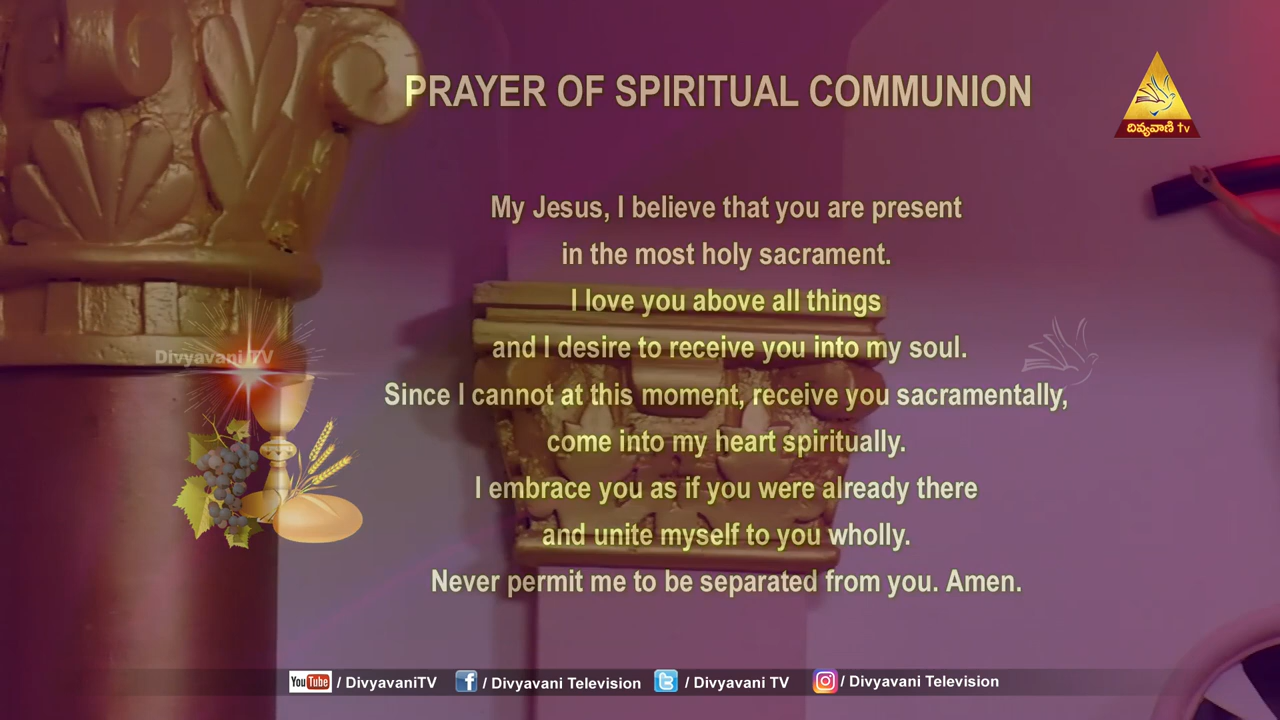 PRAYER OF SPIRITUAL COMMUNION
దివ్యవాణి tv
My Jesus, I believe that you are present
in the most holy sacrament.
I love you above all things
and I desire to receive you into my soul.
Divyavani TV
Since I cannot at this moment, receive you sacramentally,
come into my heart spiritually.
I embrace you as if you were already there
and unite myself to you wholly.
Never permit me to be separated from you. Amen.
YouTube / DivyavaniTV / Divyavani Television / Divyavani TV / Divyavani Television